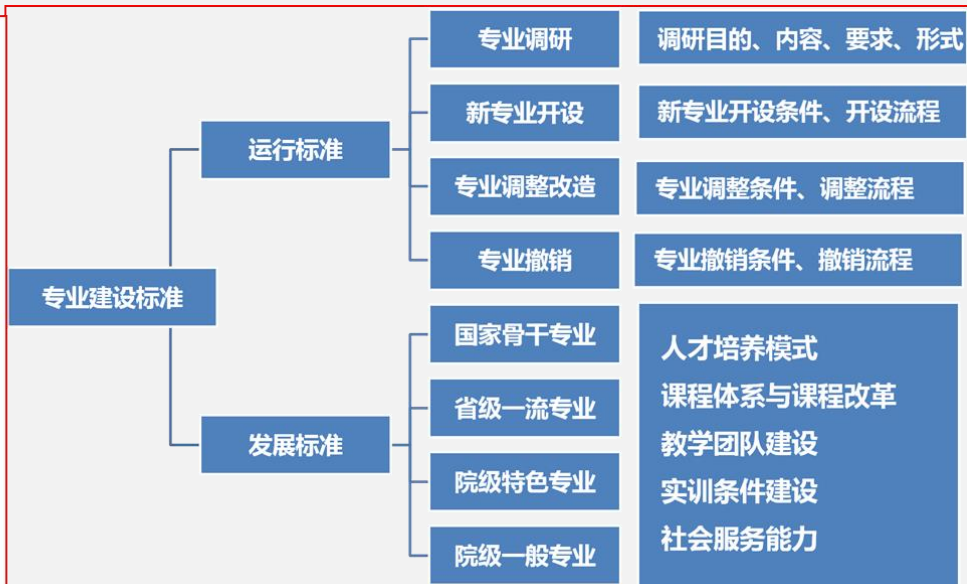 专业建设标准
运行标准
专业调研
调研目的、内容、要求、形式
新专业开设
新专业开设条件、开设流程
专业调整改造
专业调整条件、调整流程
专业撤销
专业撤销条件、撤销流程
发展标准
国家骨干专业
省级一流专业
院级特色专业
院级一般专业
人才培养模式
课程体系与课程改革
教学团队建设
实训条件建设
社会服务能力